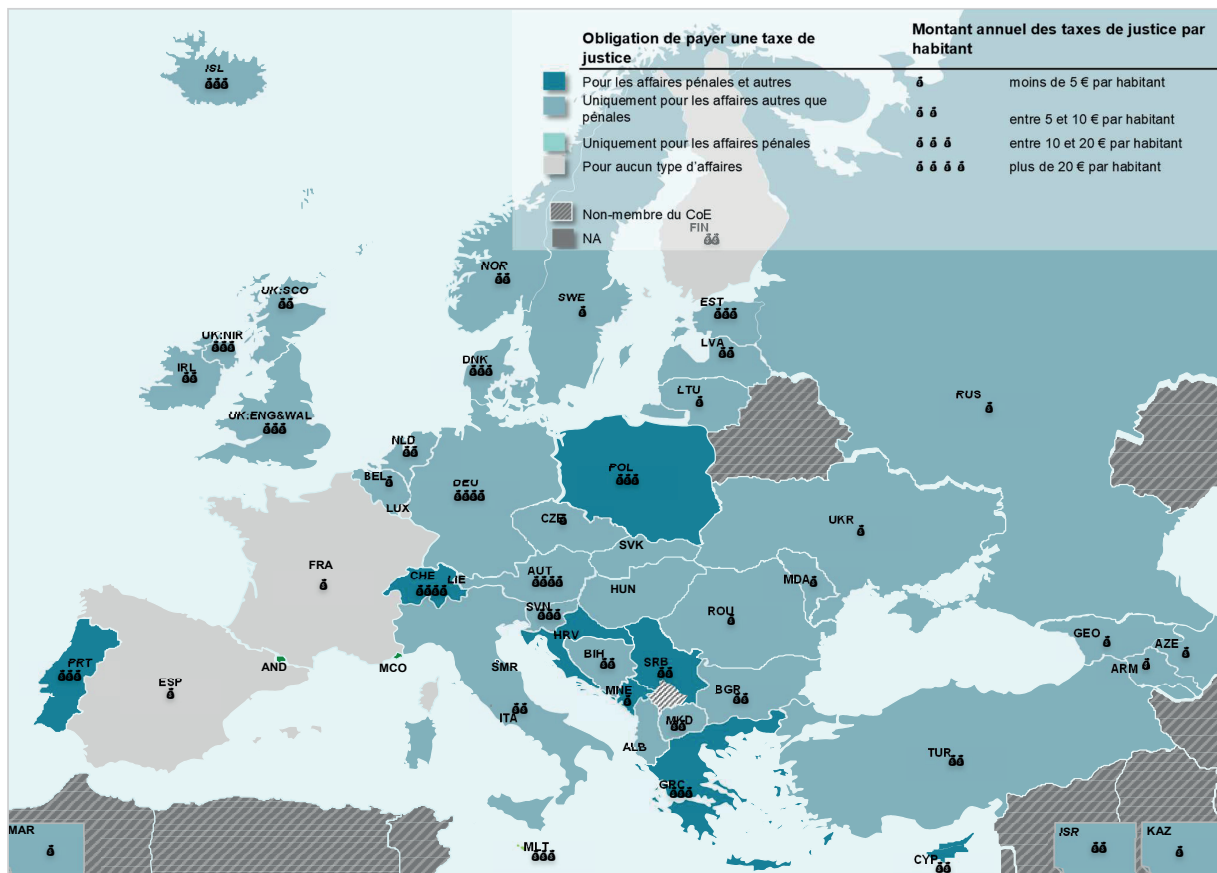 Obligation de payer une taxe de
justice
Montant annuel des taxes de justice par
habitant
Pour les affaires pénales et autres
moins de 5 € par habitant
Uniquement pour les affaires autres que
pénales
entre 5 et 10 € par habitant
Uniquement pour les affaires pénales
entre 10 et 20 € par habitant
Pour aucun type d'affaires
plus de 20 € par habitant
Non-membre du CoE
NA
ISL
FIN
NOR
UK:SCO
SWE
EST
UK:NIR
LVA
DNK
IRL
LTU
RUS
UK:ENG&WAL
NLD
POL
BEL
DEU
LUX
CZE
UKR
SVK
FRA
CHE
LIE
AUT
MDA
HUN
SVN
ROU
HRV
GEO
AZE
PRT
AND
MCO
SMR
BIH
SRB
ARM
ESP
MNE
BGR
ITA
MKD
ALB
TUR
GRC
MAR
MLT
CYP
ISR
KAZ